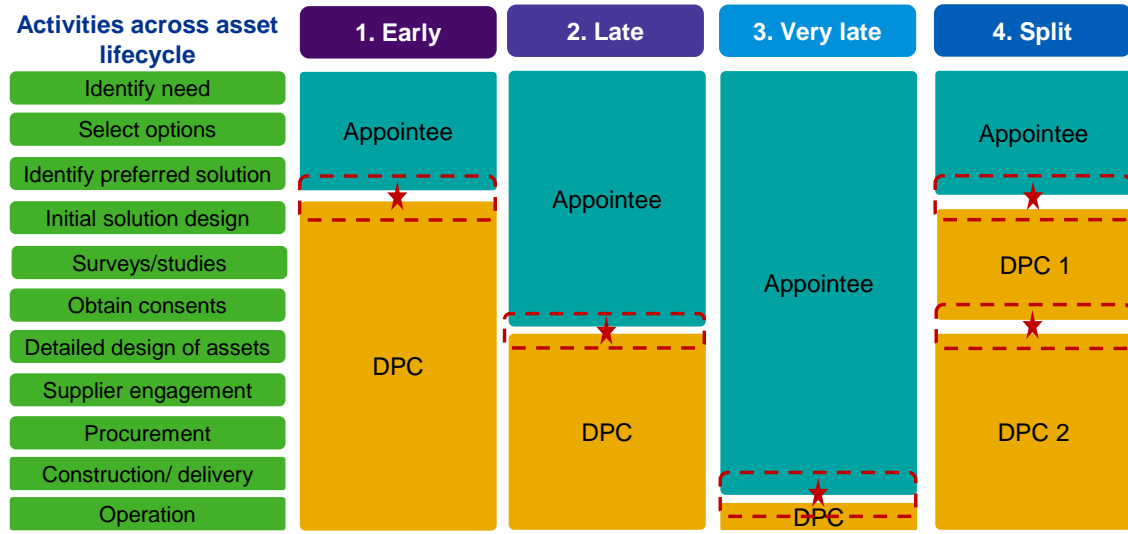 Activities across asset
lifecycle
1. Early
2. Late
3. Very late
4. Split
Identify need
Select options
Identify preferred solution
Initial solution design
Surveys/studies
Obtain consents
Detailed design of assets
Supplier engagement
Procurement
Construction/ delivery
Operation
Appointee
DPC
Appointee
DPC
Appointee
DPC
Appointee
DPC 1
DPC 2